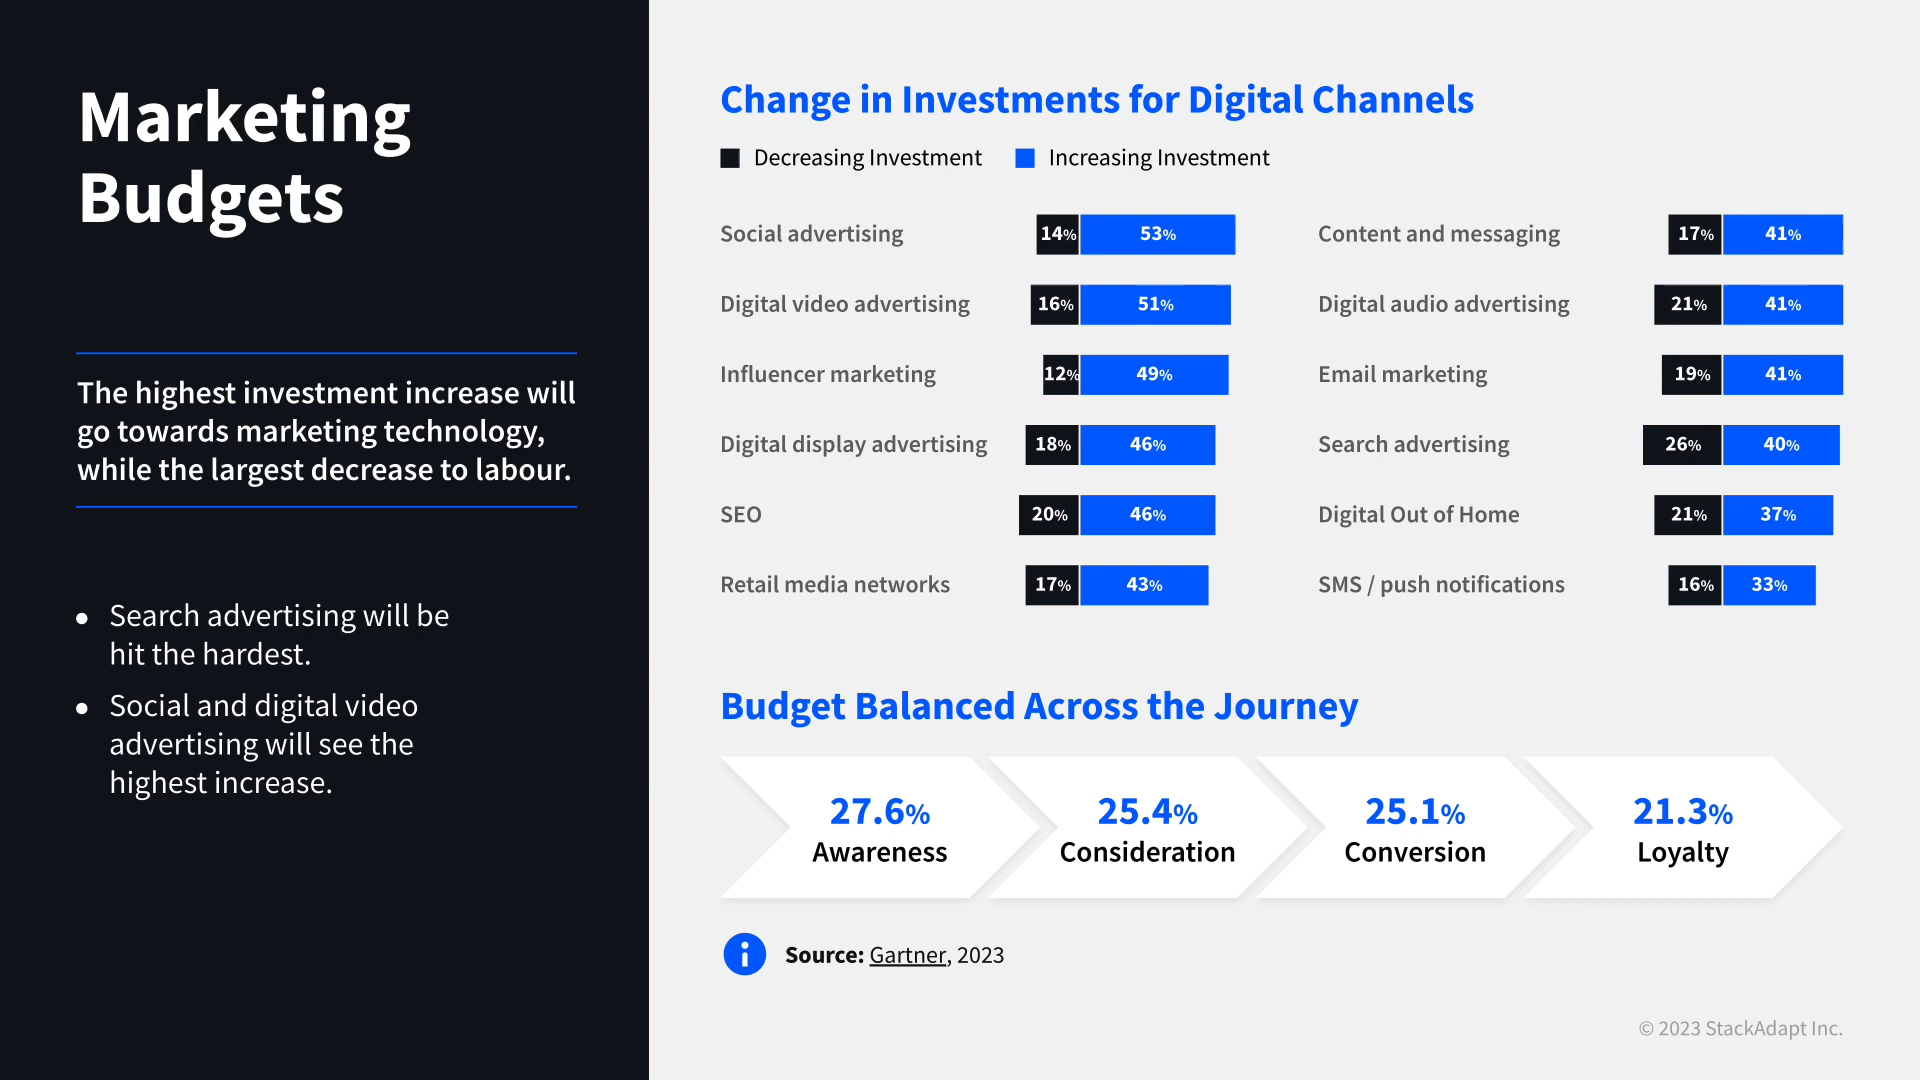 Marketing
Budgets
The highest investment increase will
go towards marketing technology,
while the largest decrease to labour.
• Search advertising will be
hit the hardest.
• Social and digital video
advertising will see the
highest increase.
Change in Investments for Digital Channels
Decreasing Investment Increasing Investment
Social advertising 14% 53%
Digital video advertising 16% 51%
Influencer marketing 12% 49%
Digital display advertising 18% 46%
SEO 20% 46%
Retail media networks 17% 43%
Content and messaging 17% 41%
Digital audio advertising 21% 41%
Email marketing 19% 41%
Search advertising 26% 40%
Digital Out of Home 21% 37%
SMS / push notifications 16% 33%
Budget Balanced Across the Journey
27.6%
Awareness
25.4%
Consideration
25.1%
Conversion
21.3%
Loyalty
Source: Gartner, 2023
© 2023 StackAdapt Inc.